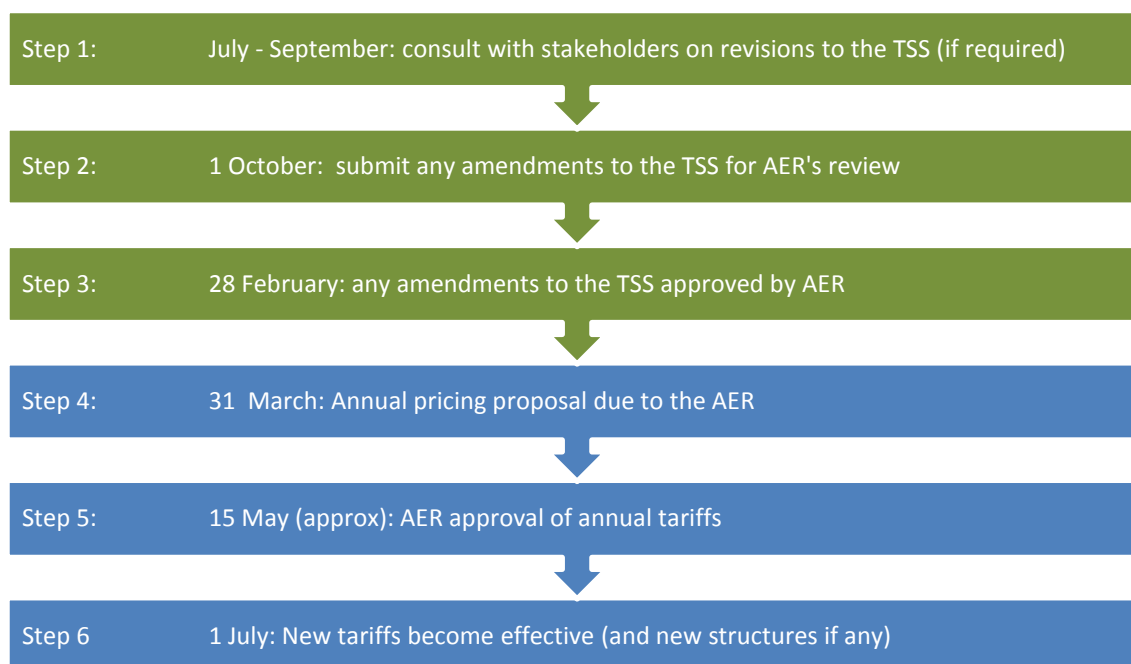 Step 1: July - September: consult with stakeholders on revisions to the TSS (if required)
Step 2: 1 October:  submit any amendments to the TSS for AER's review
Step 3: 28 February: any amendments to the TSS approved by AER
Step 4: 31  March: Annual pricing proposal due to the AER
Step 5: 15 May (approx): AER approval of annual tariffs
Step 6 1 July: New tariffs become effective (and new structures if any)